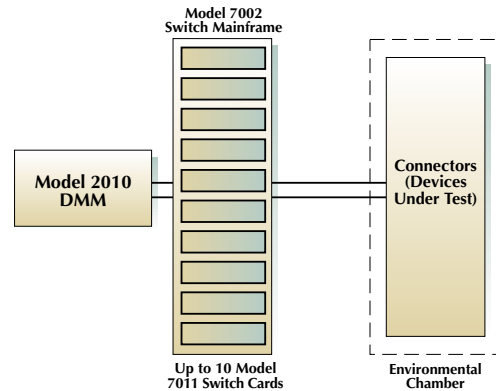 Model 7002
Switch Mainframe
Model 2010
DMM
Connectors
(Devices
Under Test)
Up to 10 Model
7011 Switch Cards
Environmental
Chamber